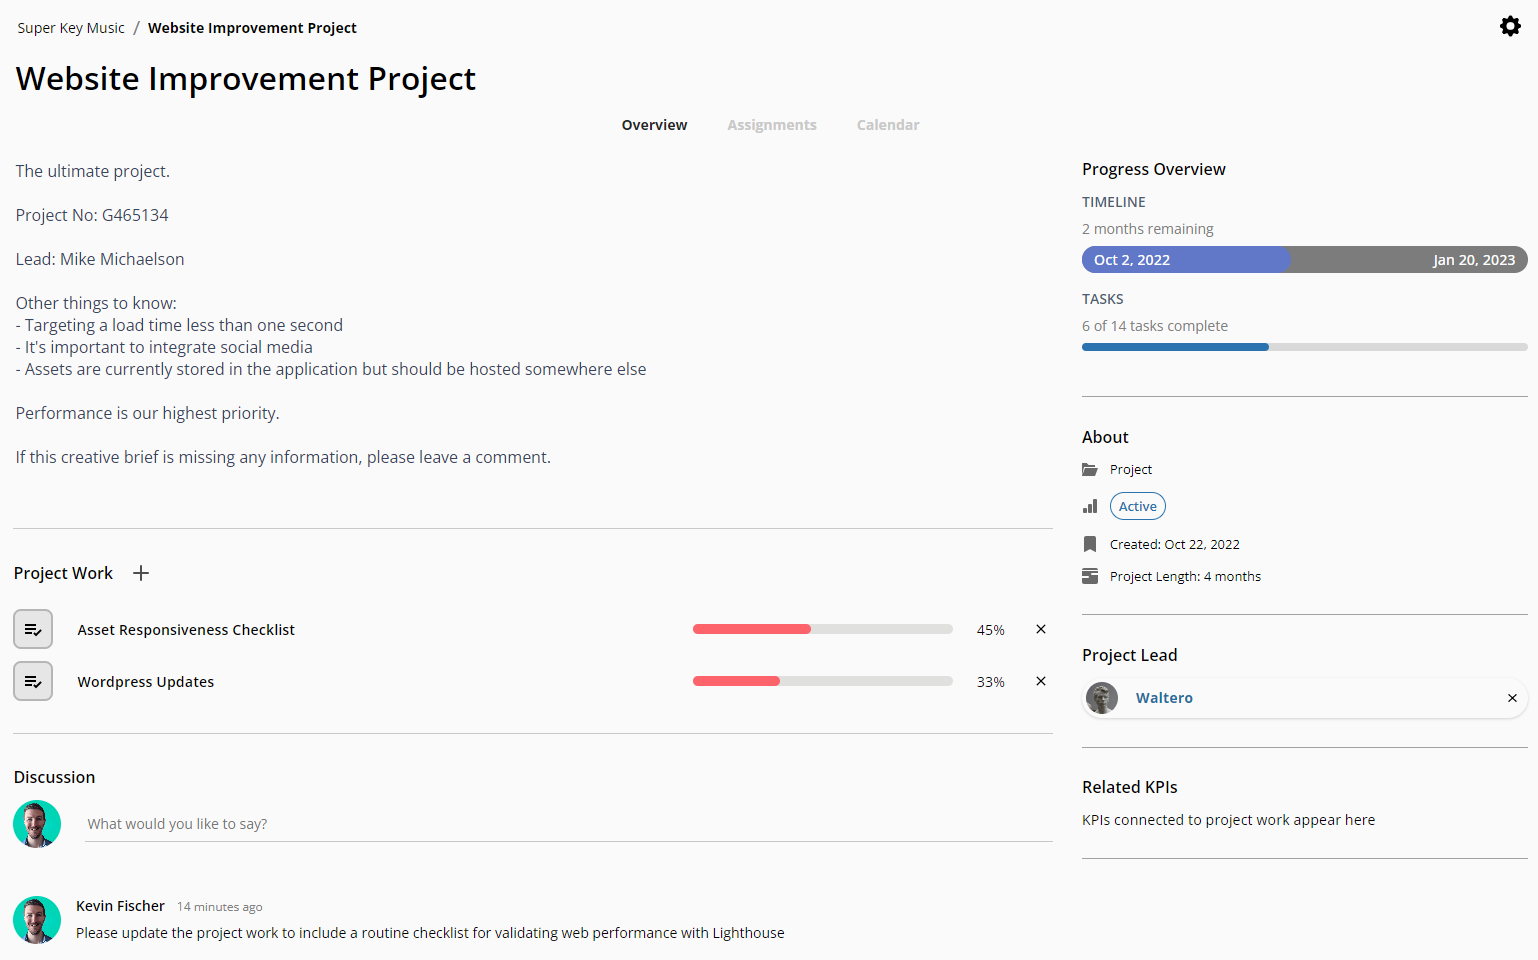 Super Key Music / Website Improvement Project
Website Improvement Project
Overview Assignments Calendar
The ultimate project.
Project No: G465134
Lead: Mike Michaelson
Other things to know:
- Targeting a load time less than one second
- It's important to integrate social media
- Assets are currently stored in the application but should be hosted somewhere else
Performance is our highest priority.
If this creative brief is missing any information, please leave a comment.
Project Work
Asset Responsiveness Checklist 45%
Wordpress Updates 33%
Discussion
What would you like to say?
Kevin Fischer 14 minutes ago
Please update the project work to include a routine checklist for validating web performance with Lighthouse
Progress Overview
TIMELINE
2 months remaining
Oct 2, 2022 Jan 20, 2023
TASKS
6 of 14 tasks complete
About
Project
Active
Created: Oct 22, 2022
Project Length: 4 months
Project Lead
Waltero
Related KPIs
KPIs connected to project work appear here